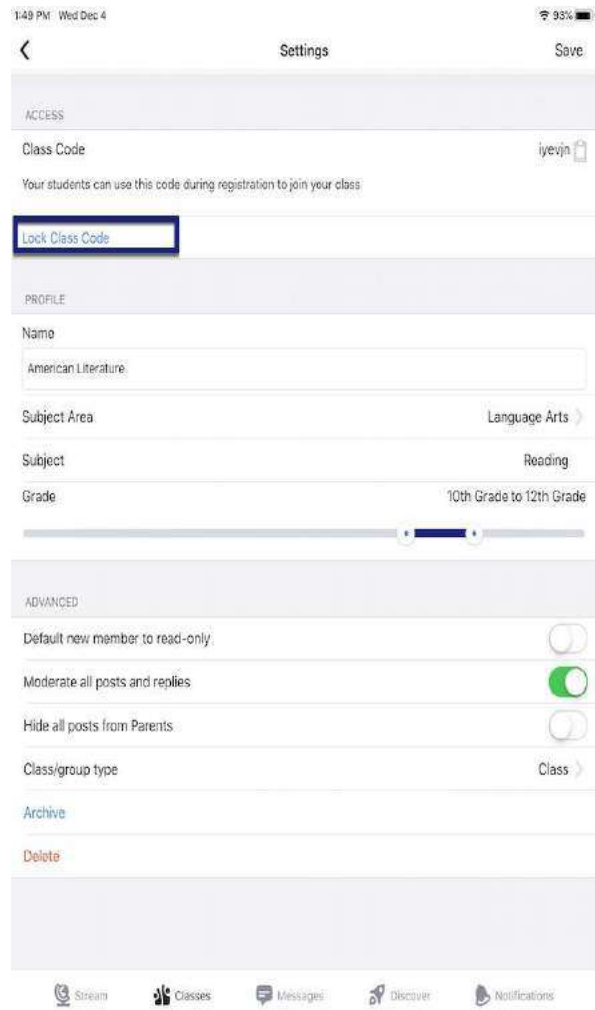 1:49 PM Wed Dec 4 93%
Settings Save
ACCESS
Class Code iyevjn
Your students can use this code during registration to join your class
Lock Class Code
PROFILE
Name
American Literature
Subject Area Language Arts
Subject Reading
Grade 10th Grade to 12th Grade
ADVANCED
Default new member to read-only
Moderate all posts and replies
Hide all posts from Parents
Class/group type Class
Archive
Delete
Stream Classes Messages Discover Notifications